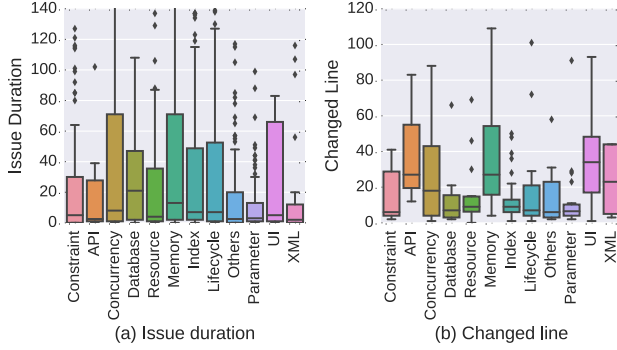 140
120
100
80
60
40
20
0
Issue Duration
Constraint
API
Concurrency
Database
Resource
Memory
Index
Lifecycle
Others
Parameter
UI
XML
(a) Issue duration
120
100
80
60
40
20
0
Changed Line
Constraint
API
Concurrency
Database
Resource
Memory
Index
Lifecycle
Others
Parameter
UI
XML
(b) Changed line